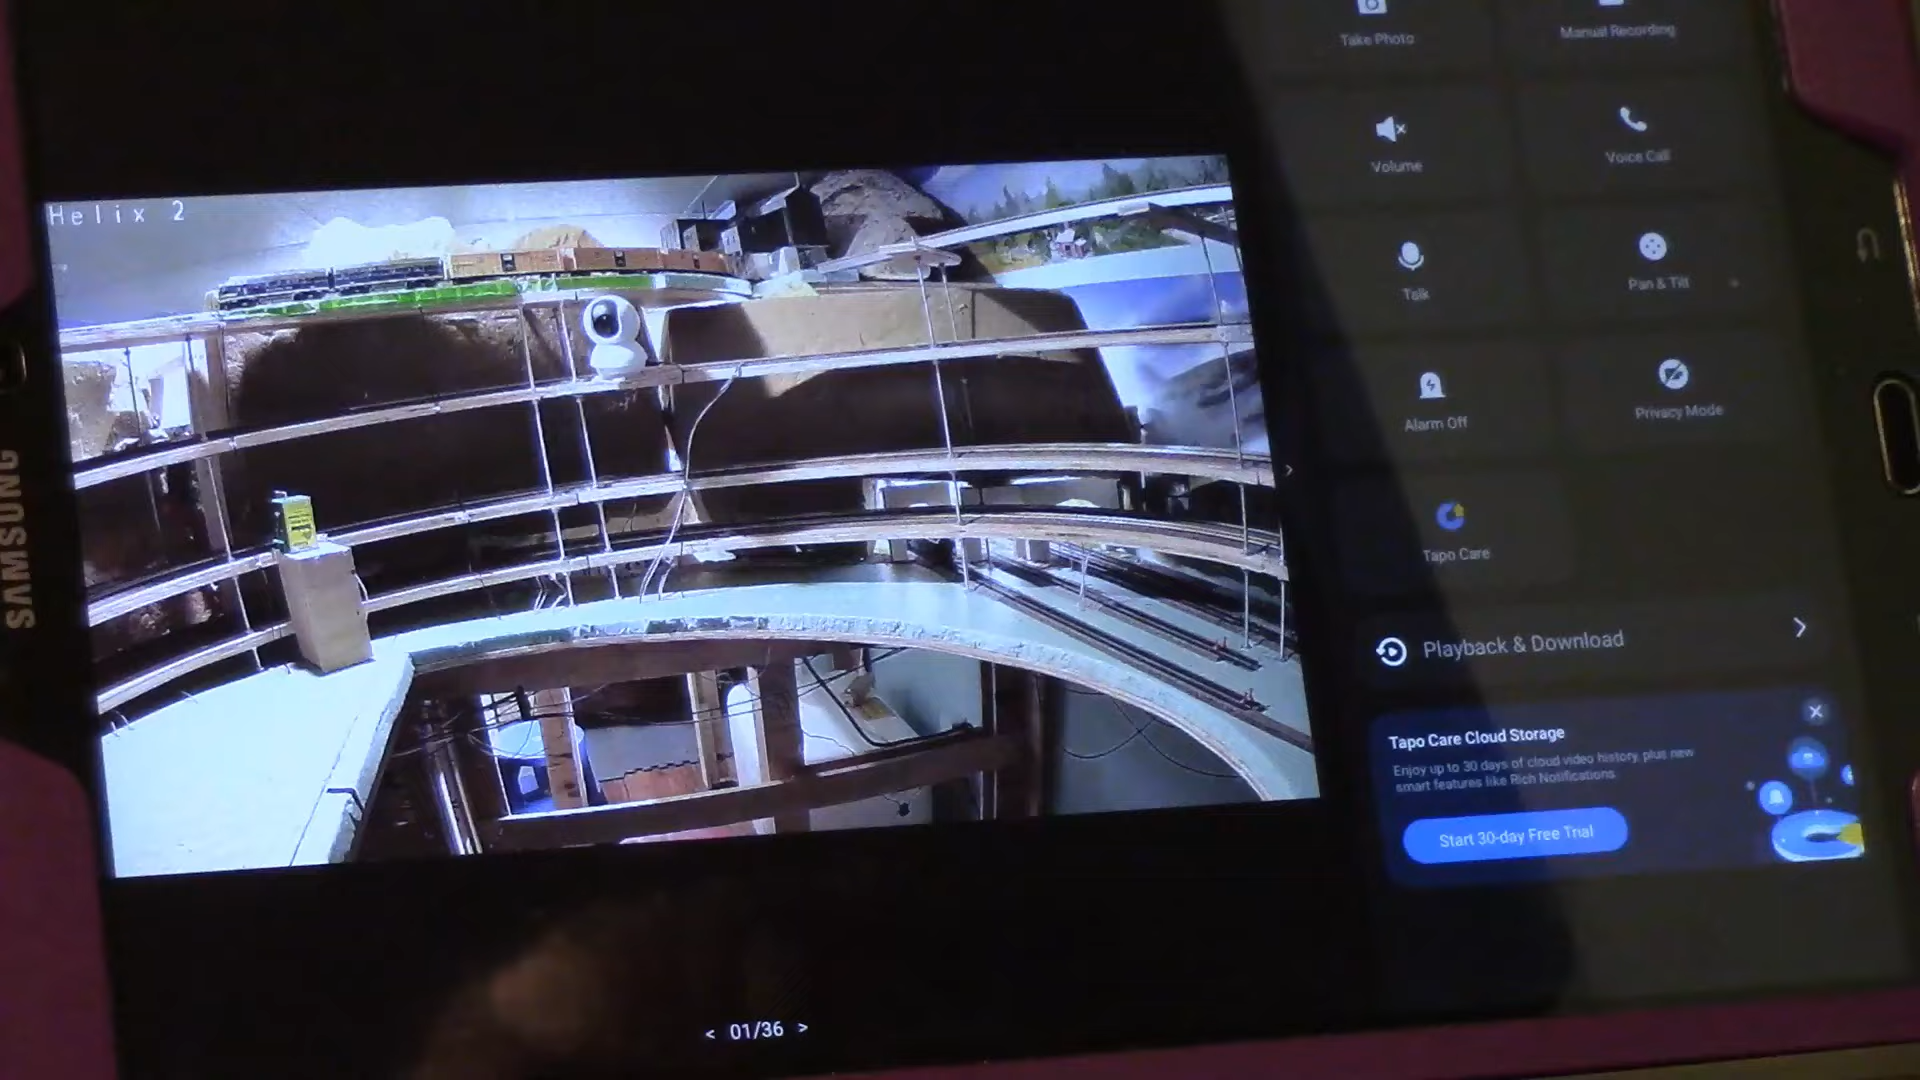 Take Photo
Manual Recording
Volume
Voice Call
Helix 2
Talk
Pan & Tilt
Alarm Off
Privacy Mode
SAMSUNG
Tapo Care
Playback & Download
Tapo Care Cloud Storage
Enjoy up to 30 days of cloud video history, plus new
smart features like Rich Notifications
Start 30-day Free Trial
< 01/36 >